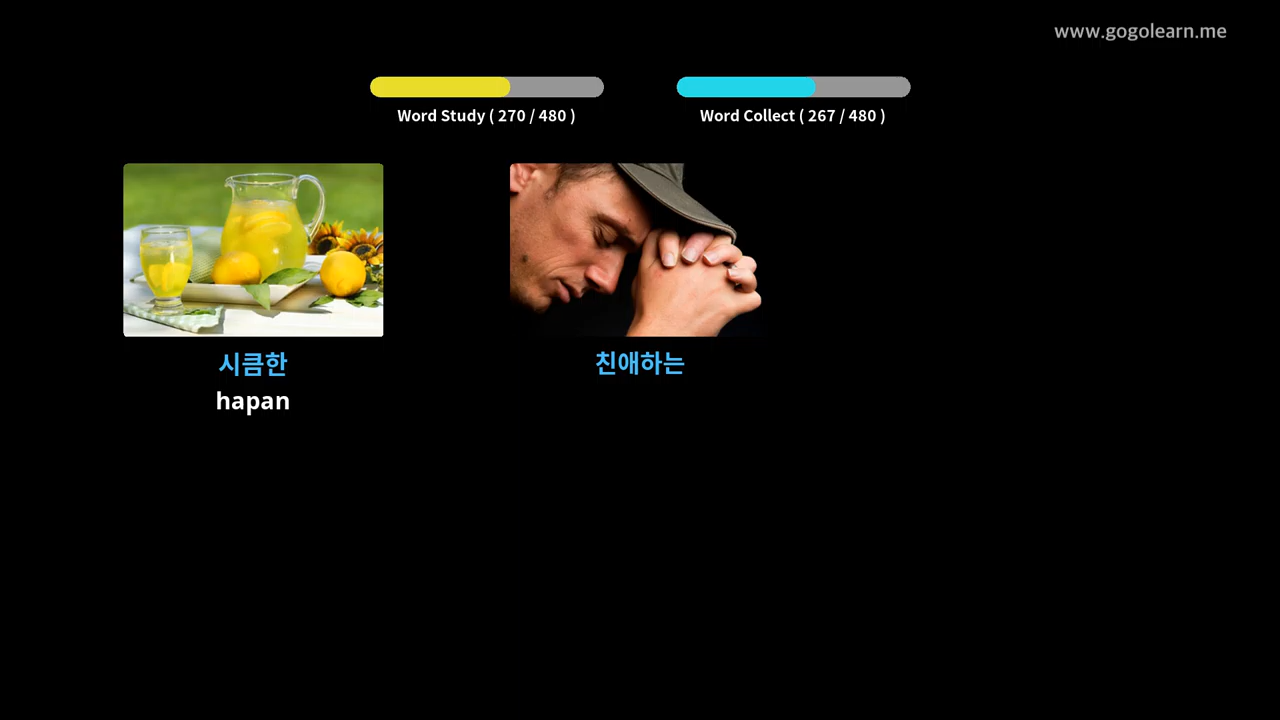 www.gogolearn.me
Word Study ( 270 / 480 )
Word Collect ( 267 / 480 )
시큼한
hapan
친애하는